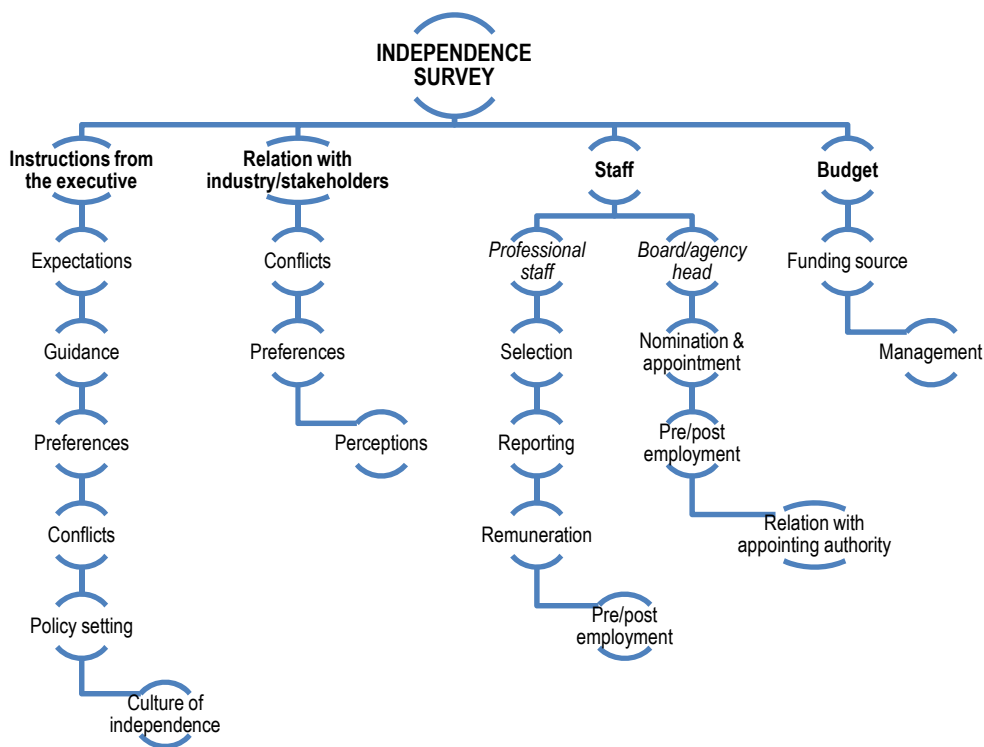 INDEPENDENCE
SURVEY
Instructions from
the executive
Expectations
Guidance
Preferences
Conflicts
Policy setting
Culture of
independence
Relation with
industry/stakeholders
Conflicts
Preferences
Perceptions
Staff
Professional
staff
Selection
Reporting
Remuneration
Pre/post
employment
Board/agency
head
Nomination &
appointment
Pre/post
employment
Relation with
appointing authority
Budget
Funding source
Management